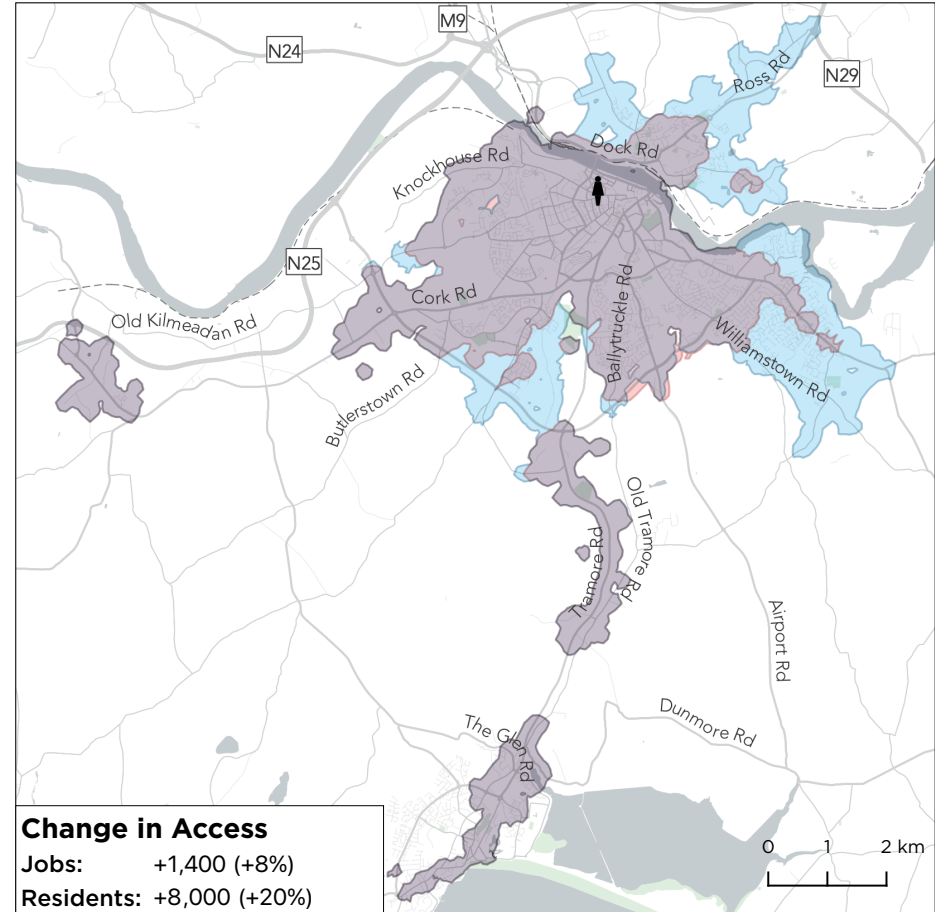 M9
N24
Ross Rd
N29
Dock Rd
Knockhouse Rd
N25
Cork Rd
Old Kilmeadan Rd
Ballytruckle Rd
Williamstown Rd
Butlerstown Rd
Old Tramore Rd
Tramore Rd
Airport Rd
Dunmore Rd
The Glen Rd
0 1 2 km
Change in Access
Jobs: +1,400 (+8%)
Residents: +8,000 (+20%)